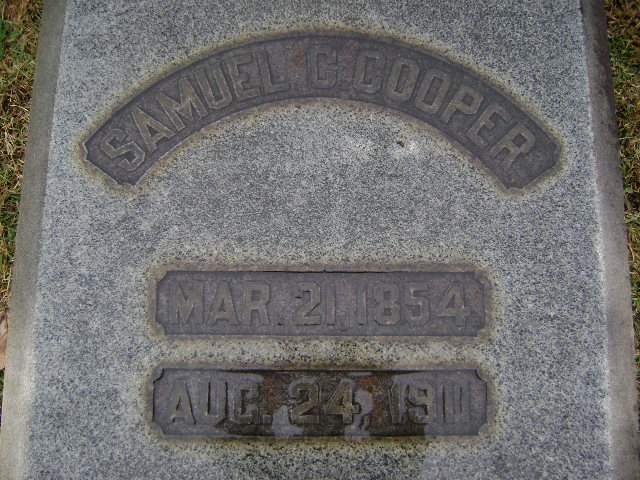 SAMUEL C. COOPER
MAR. 21, 1854
AUG. 24, 1911